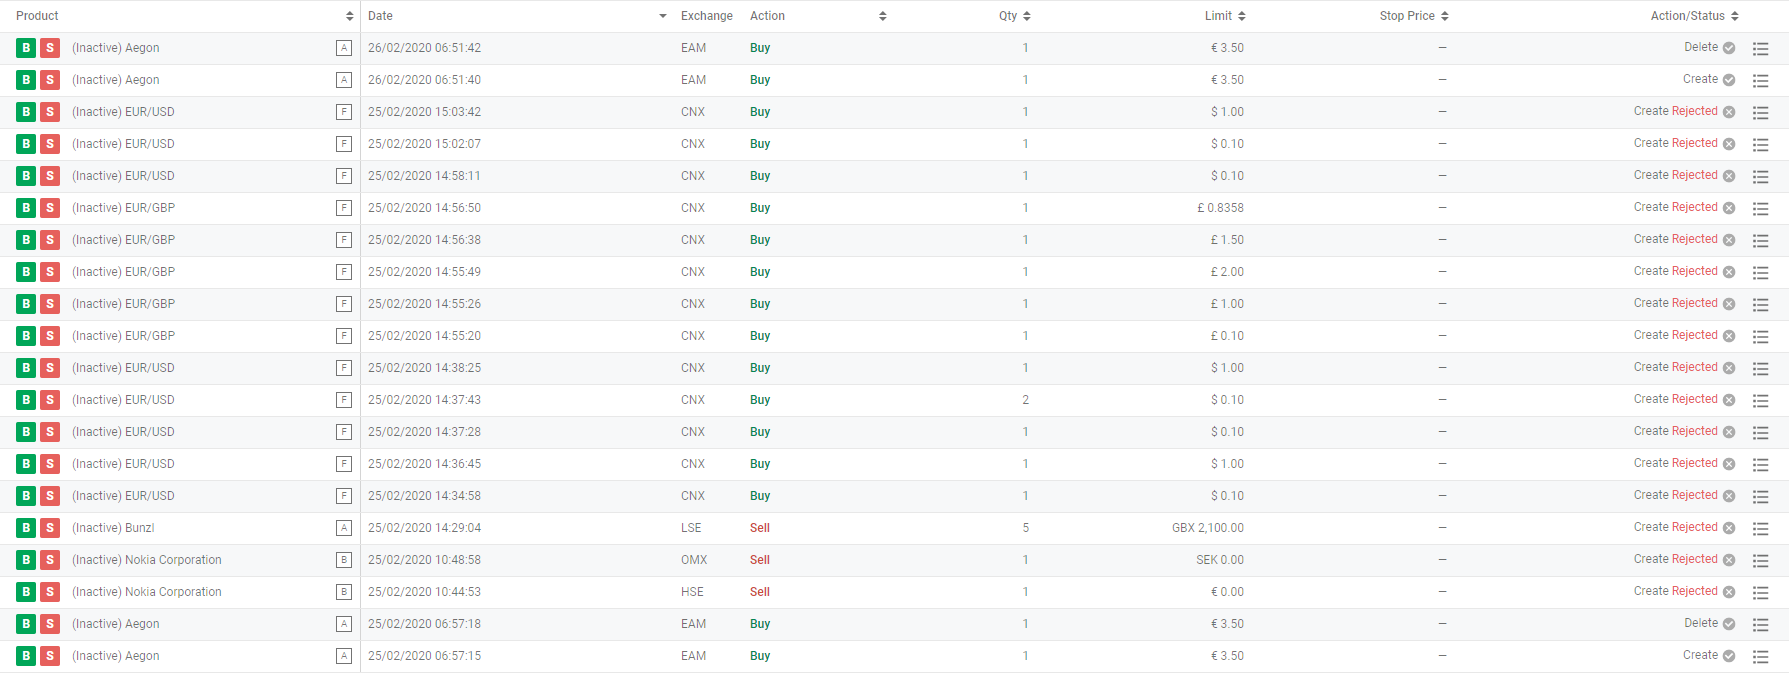 Product Date Exchange Action Qty Limit Stop Price Action/Status
B S (Inactive) Aegon A 26/02/2020 06:51:42 EAM Buy 1 € 3.50 — Delete
B S (Inactive) Aegon A 26/02/2020 06:51:40 EAM Buy 1 € 3.50 — Create
B S (Inactive) EUR/USD F 25/02/2020 15:03:42 CNX Buy 1 $ 1.00 — Create Rejected
B S (Inactive) EUR/USD F 25/02/2020 15:02:07 CNX Buy 1 $ 0.10 — Create Rejected
B S (Inactive) EUR/USD F 25/02/2020 14:58:11 CNX Buy 1 $ 0.10 — Create Rejected
B S (Inactive) EUR/GBP F 25/02/2020 14:56:50 CNX Buy 1 £ 0.8358 — Create Rejected
B S (Inactive) EUR/GBP F 25/02/2020 14:56:38 CNX Buy 1 £ 1.50 — Create Rejected
B S (Inactive) EUR/GBP F 25/02/2020 14:55:49 CNX Buy 1 £ 2.00 — Create Rejected
B S (Inactive) EUR/GBP F 25/02/2020 14:55:26 CNX Buy 1 £ 1.00 — Create Rejected
B S (Inactive) EUR/GBP F 25/02/2020 14:55:20 CNX Buy 1 £ 0.10 — Create Rejected
B S (Inactive) EUR/USD F 25/02/2020 14:38:25 CNX Buy 1 $ 1.00 — Create Rejected
B S (Inactive) EUR/USD F 25/02/2020 14:37:43 CNX Buy 2 $ 0.10 — Create Rejected
B S (Inactive) EUR/USD F 25/02/2020 14:37:28 CNX Buy 1 $ 0.10 — Create Rejected
B S (Inactive) EUR/USD F 25/02/2020 14:36:45 CNX Buy 1 $ 1.00 — Create Rejected
B S (Inactive) EUR/USD F 25/02/2020 14:34:58 CNX Buy 1 $ 0.10 — Create Rejected
B S (Inactive) Bunzl A 25/02/2020 14:29:04 LSE Sell 5 GBX 2,100.00 — Create Rejected
B S (Inactive) Nokia Corporation B 25/02/2020 10:48:58 OMX Sell 1 SEK 0.00 — Create Rejected
B S (Inactive) Nokia Corporation B 25/02/2020 10:44:53 HSE Sell 1 € 0.00 — Create Rejected
B S (Inactive) Aegon A 25/02/2020 06:57:18 EAM Buy 1 € 3.50 — Delete
B S (Inactive) Aegon A 25/02/2020 06:57:15 EAM Buy 1 € 3.50 — Create